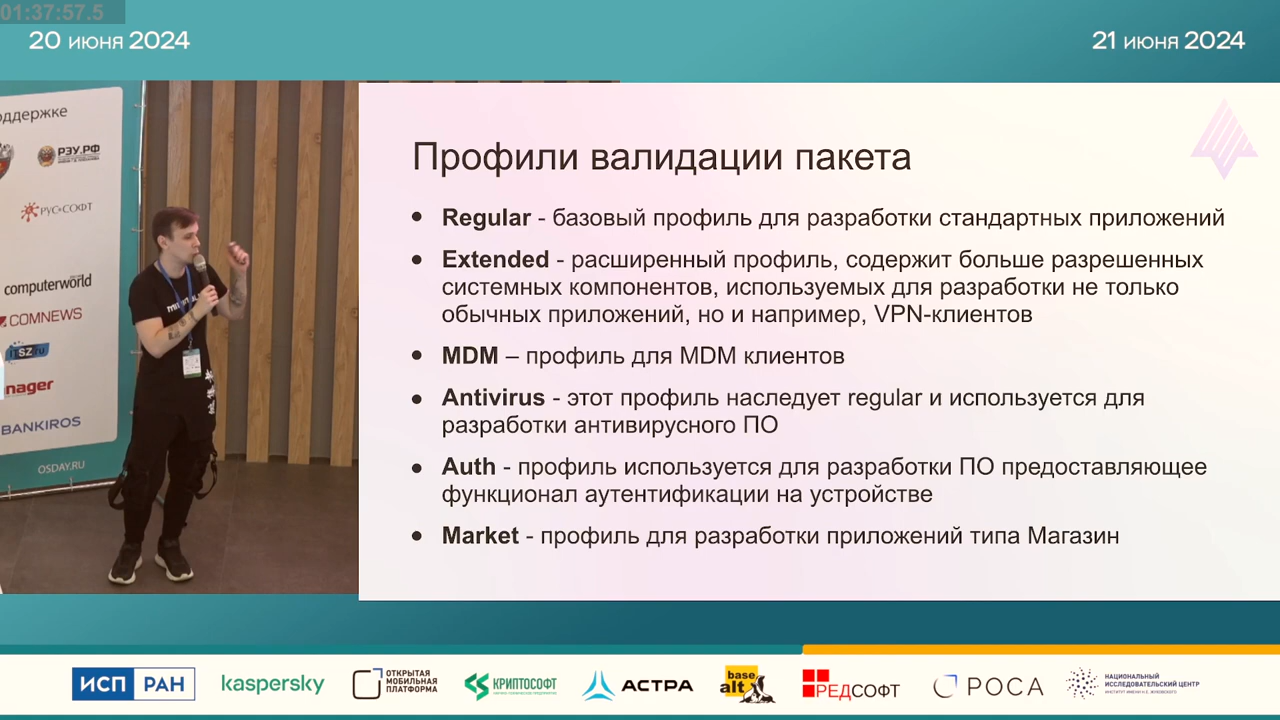 01:37:57.5
20 июня 2024
21 июня 2024
оддержке
РЭУ.РФ
РУССОФТ
computerworld
COMNEWS
itsz.ru
nager
BANKIROS
OSDAY.RU
Профили валидации пакета
Regular - базовый профиль для разработки стандартных приложений
Extended - расширенный профиль, содержит больше разрешенных
системных компонентов, используемых для разработки не только
обычных приложений, но и например, VPN-клиентов
MDM – профиль для MDM клиентов
Antivirus - этот профиль наследует regular и используется для
разработки антивирусного ПО
Auth - профиль используется для разработки ПО предоставляющее
функционал аутентификации на устройстве
Market - профиль для разработки приложений типа Магазин
ИСП РАН
kaspersky
ОТКРЫТАЯ
МОБИЛЬНАЯ
ПЛАТФОРМА
КРИПТОСОФТ
АСТРА
base
alt
РЕДСОФТ
РОСА
НАЦИОНАЛЬНЫЙ
ИССЛЕДОВАТЕЛЬСКИЙ ЦЕНТР